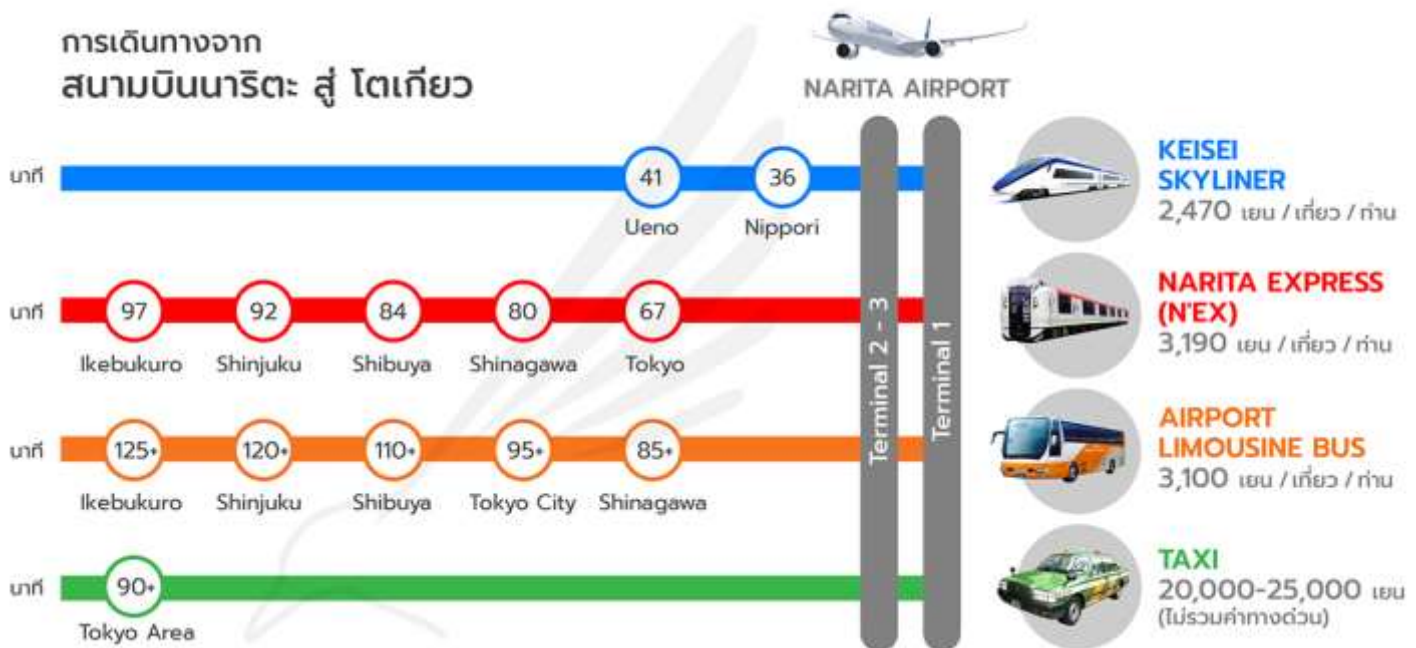 การเดินทางจาก
สนามบินนาริตะ สู่ โตเกียว
NARITA AIRPORT
Terminal 2 - 3
Terminal 1
นาที
41
36
Ueno
Nippori
KEISEI
SKYLINER
2,470 เยน / เที่ยว / ท่าน
นาที
97
92
84
80
67
Ikebukuro
Shinjuku
Shibuya
Shinagawa
Tokyo
NARITA EXPRESS
(N'EX)
3,190 เยน / เที่ยว / ท่าน
นาที
125+
120+
110+
95+
85+
Ikebukuro
Shinjuku
Shibuya
Tokyo City
Shinagawa
AIRPORT
LIMOUSINE BUS
3,100 เยน / เที่ยว / ท่าน
นาที
90+
Tokyo Area
TAXI
20,000-25,000 เยน
(ไม่รวมค่าทางด่วน)